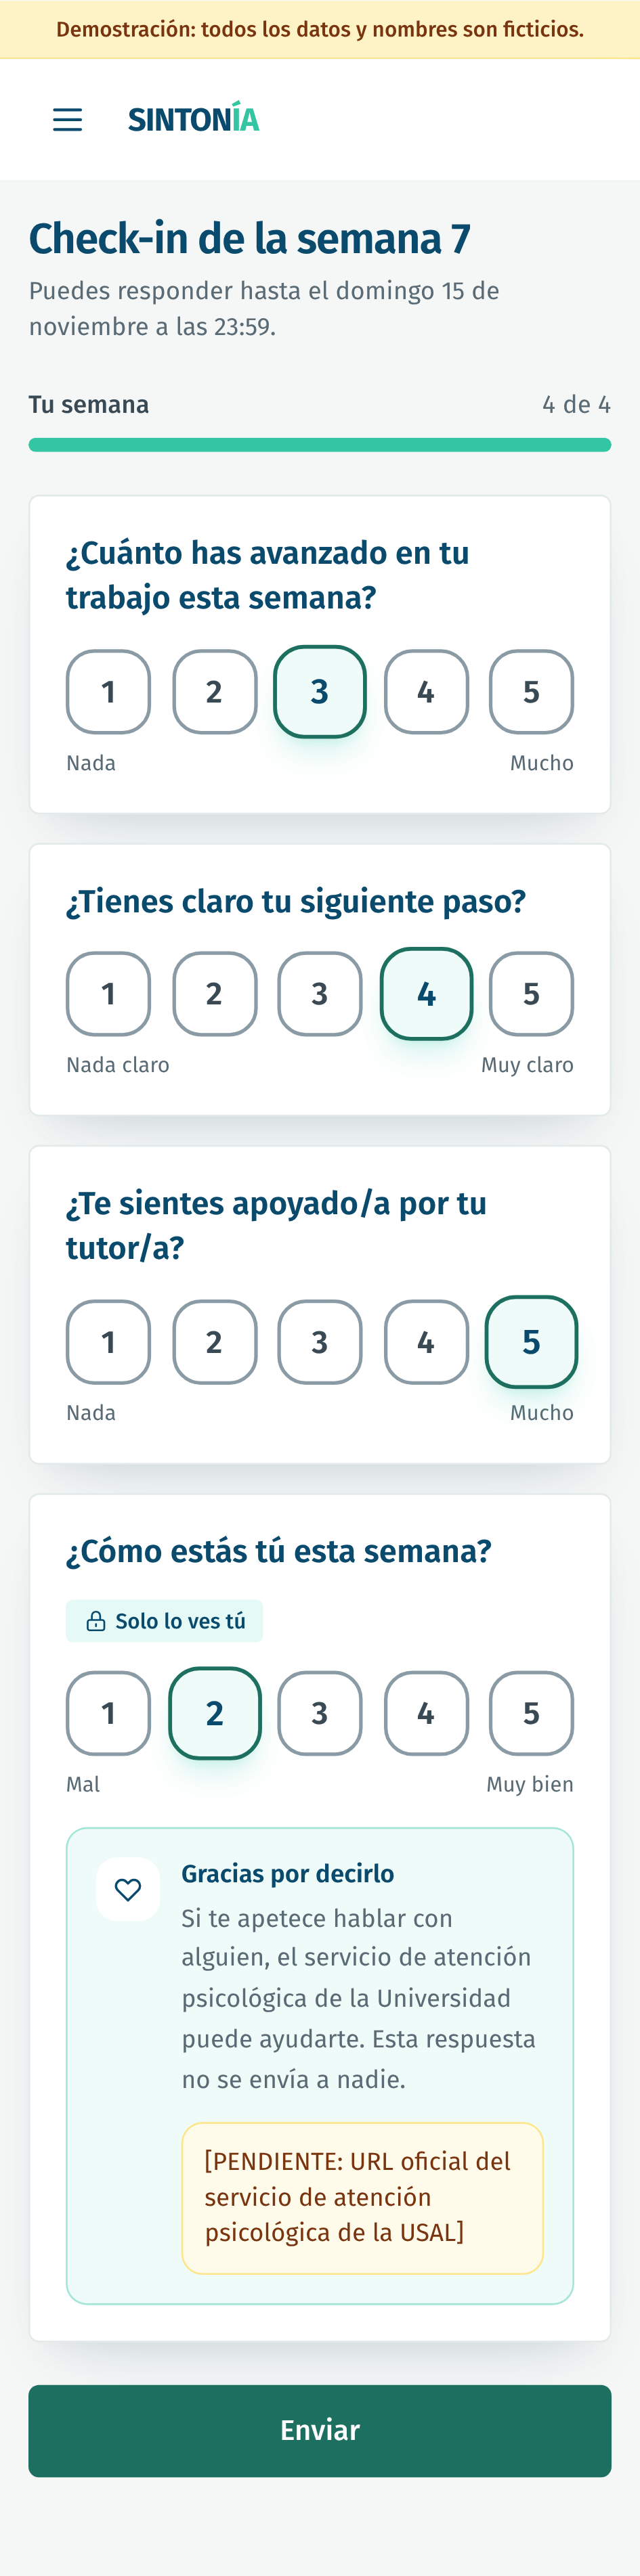 Demostración: todos los datos y nombres son ficticios.
SINTONÍA
Check-in de la semana 7
Puedes responder hasta el domingo 15 de
noviembre a las 23:59.
Tu semana 4 de 4
¿Cuánto has avanzado en tu
trabajo esta semana?
1 2 3 4 5
Nada Mucho
¿Tienes claro tu siguiente paso?
1 2 3 4 5
Nada claro Muy claro
¿Te sientes apoyado/a por tu
tutor/a?
1 2 3 4 5
Nada Mucho
¿Cómo estás tú esta semana?
Solo lo ves tú
1 2 3 4 5
Mal Muy bien
Gracias por decirlo
Si te apetece hablar con
alguien, el servicio de atención
psicológica de la Universidad
puede ayudarte. Esta respuesta
no se envía a nadie.
[PENDIENTE: URL oficial del
servicio de atención
psicológica de la USAL]
Enviar